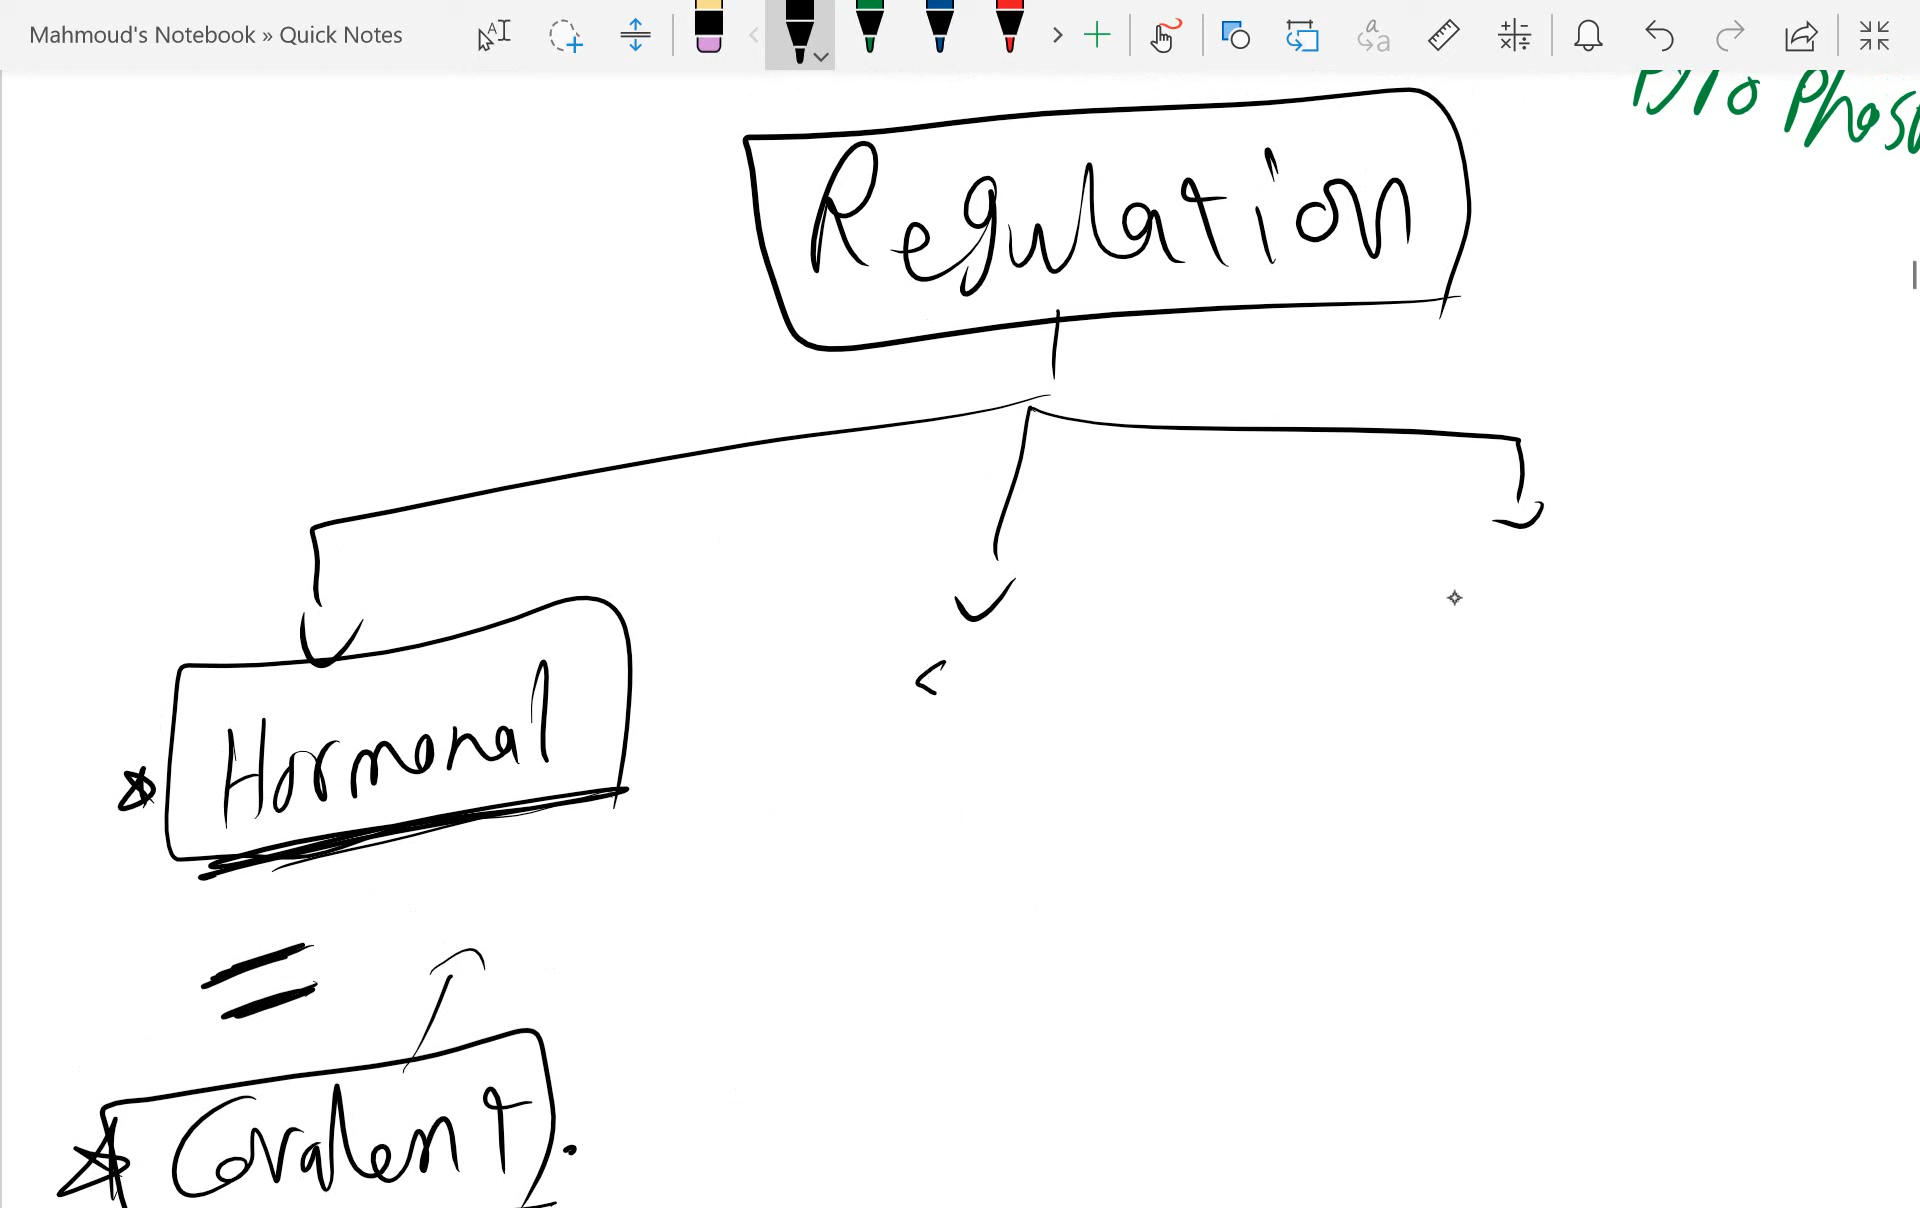 Mahmoud's Notebook » Quick Notes
Regulation
Hormonal
=
Covalent.